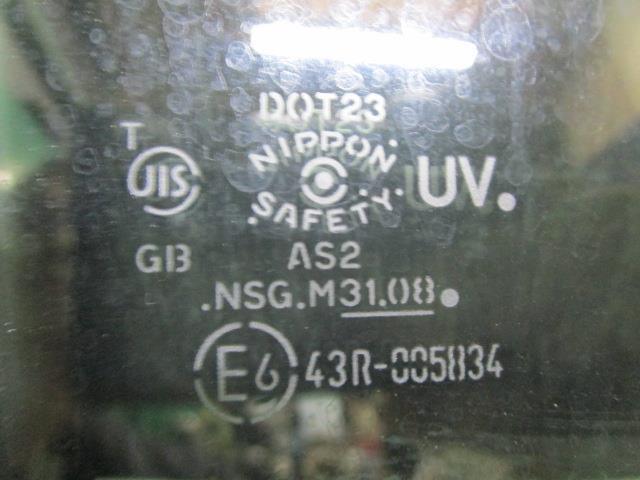 DOT23
T
JIS
NIPPON
SAFETY
UV.
GB
AS2
.NSG.M31.08
E6
43R-005834